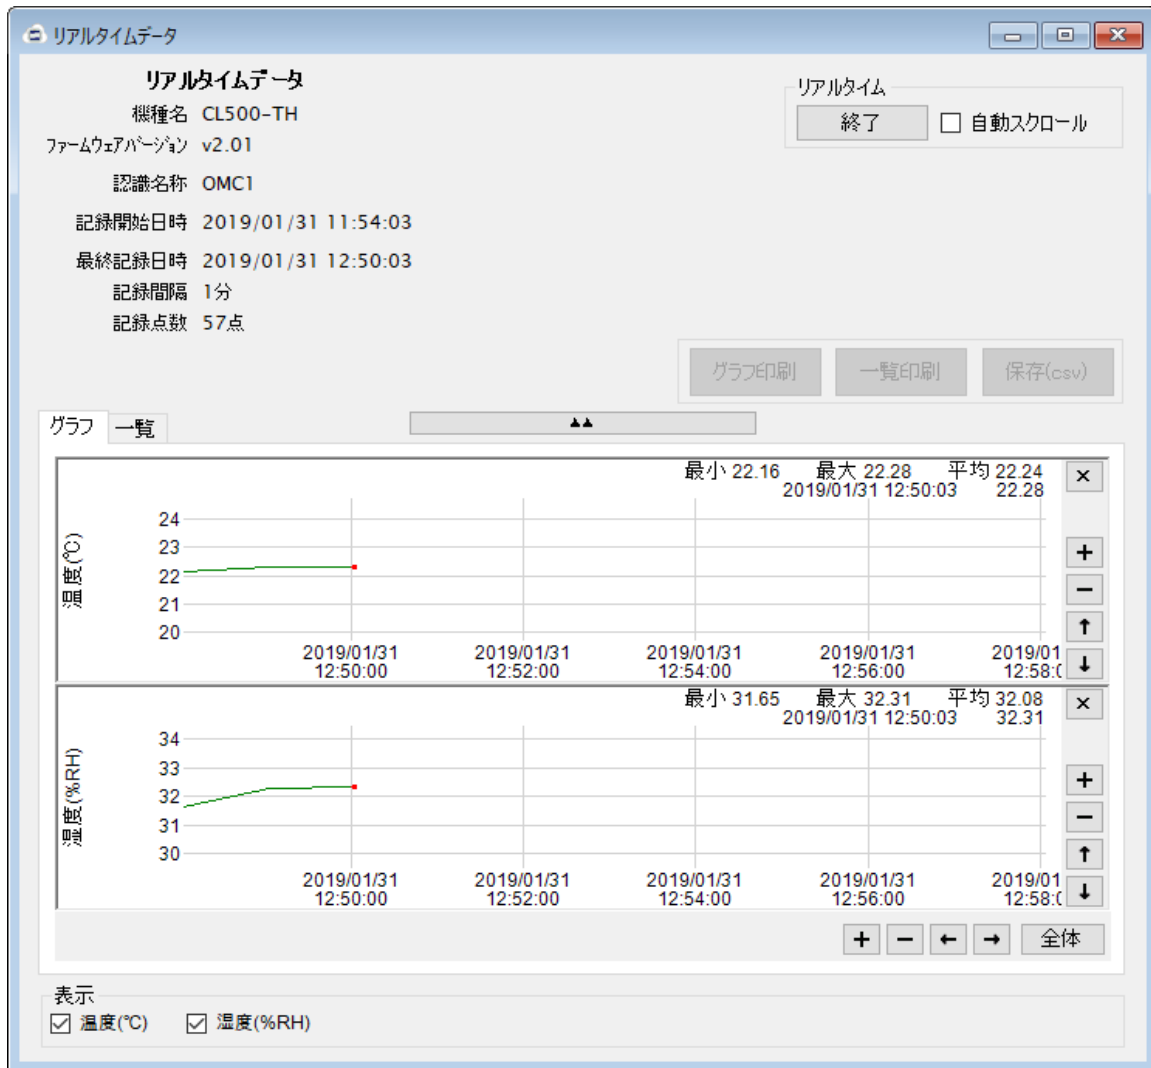 リアルタイムデータ
リアルタイムデータ
機種名 CL500-TH
ファームウェアバージョン v2.01
認識名称 OMC1
記録開始日時 2019/01/31 11:54:03
最終記録日時 2019/01/31 12:50:03
記録間隔 1分
記録点数 57点
リアルタイム
終了 自動スクロール
グラフ印刷 一覧印刷 保存(csv)
グラフ 一覧
最小 22.16 最大 22.28 平均 22.24
2019/01/31 12:50:03 22.28
温度(℃)
24
23
22
21
20
2019/01/31 2019/01/31 2019/01/31 2019/01/31 2019/01
12:50:00 12:52:00 12:54:00 12:56:00 12:58:0
最小 31.65 最大 32.31 平均 32.08
2019/01/31 12:50:03 32.31
湿度(%RH)
34
33
32
31
30
2019/01/31 2019/01/31 2019/01/31 2019/01/31 2019/01
12:50:00 12:52:00 12:54:00 12:56:00 12:58:0
全体
表示
温度(℃) 湿度(%RH)